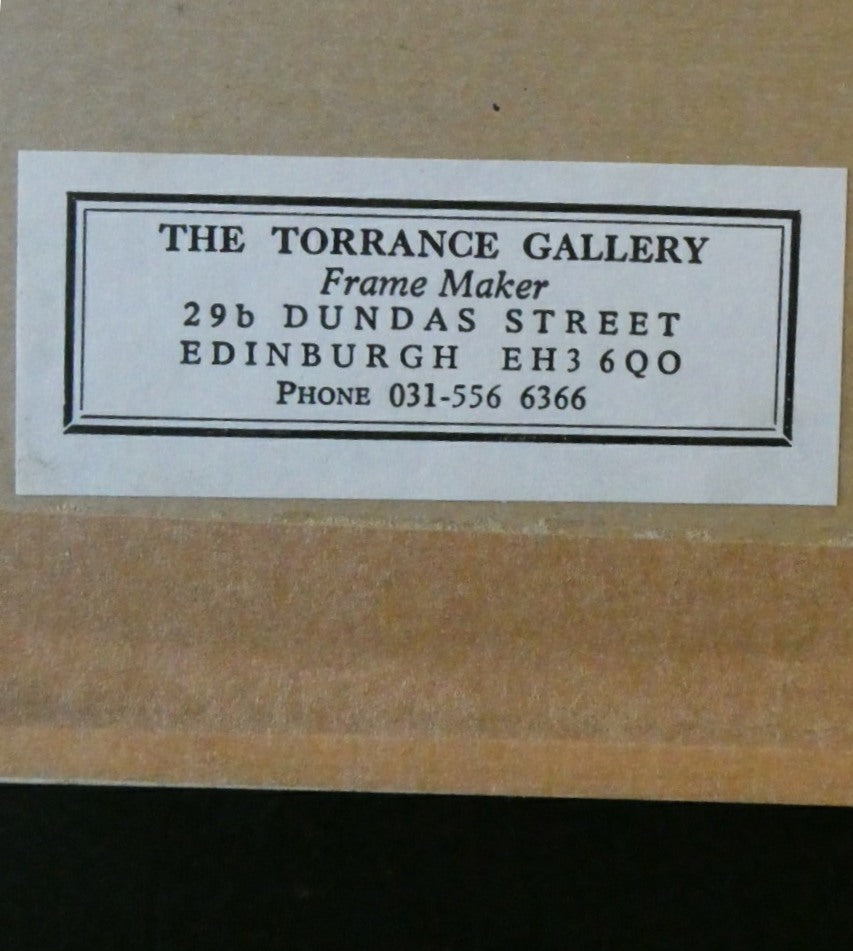 THE TORRANCE GALLERY
Frame Maker
29b DUNDAS STREET
EDINBURGH EH3 6QO
PHONE 031-556 6366